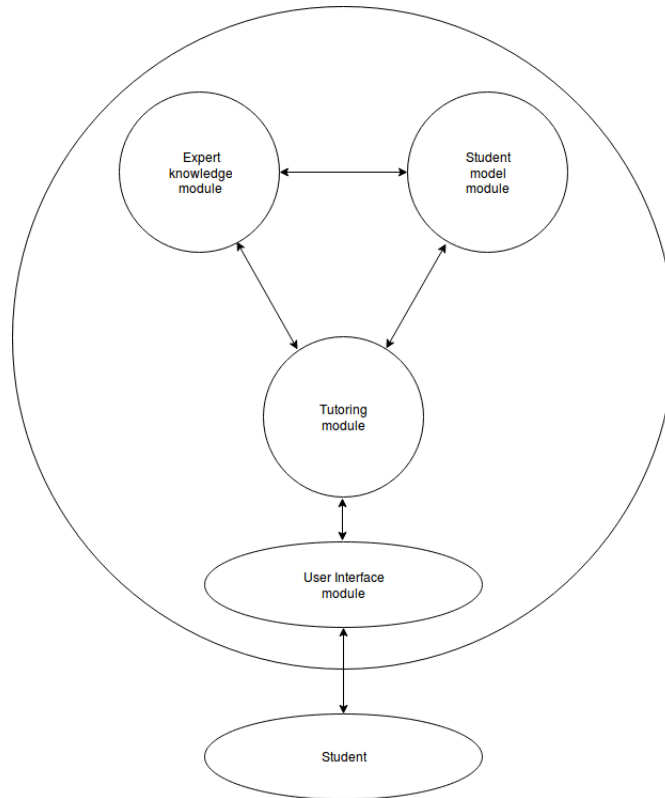 Expert
knowledge
module
Student
model
module
Tutoring
module
User Interface
module
Student